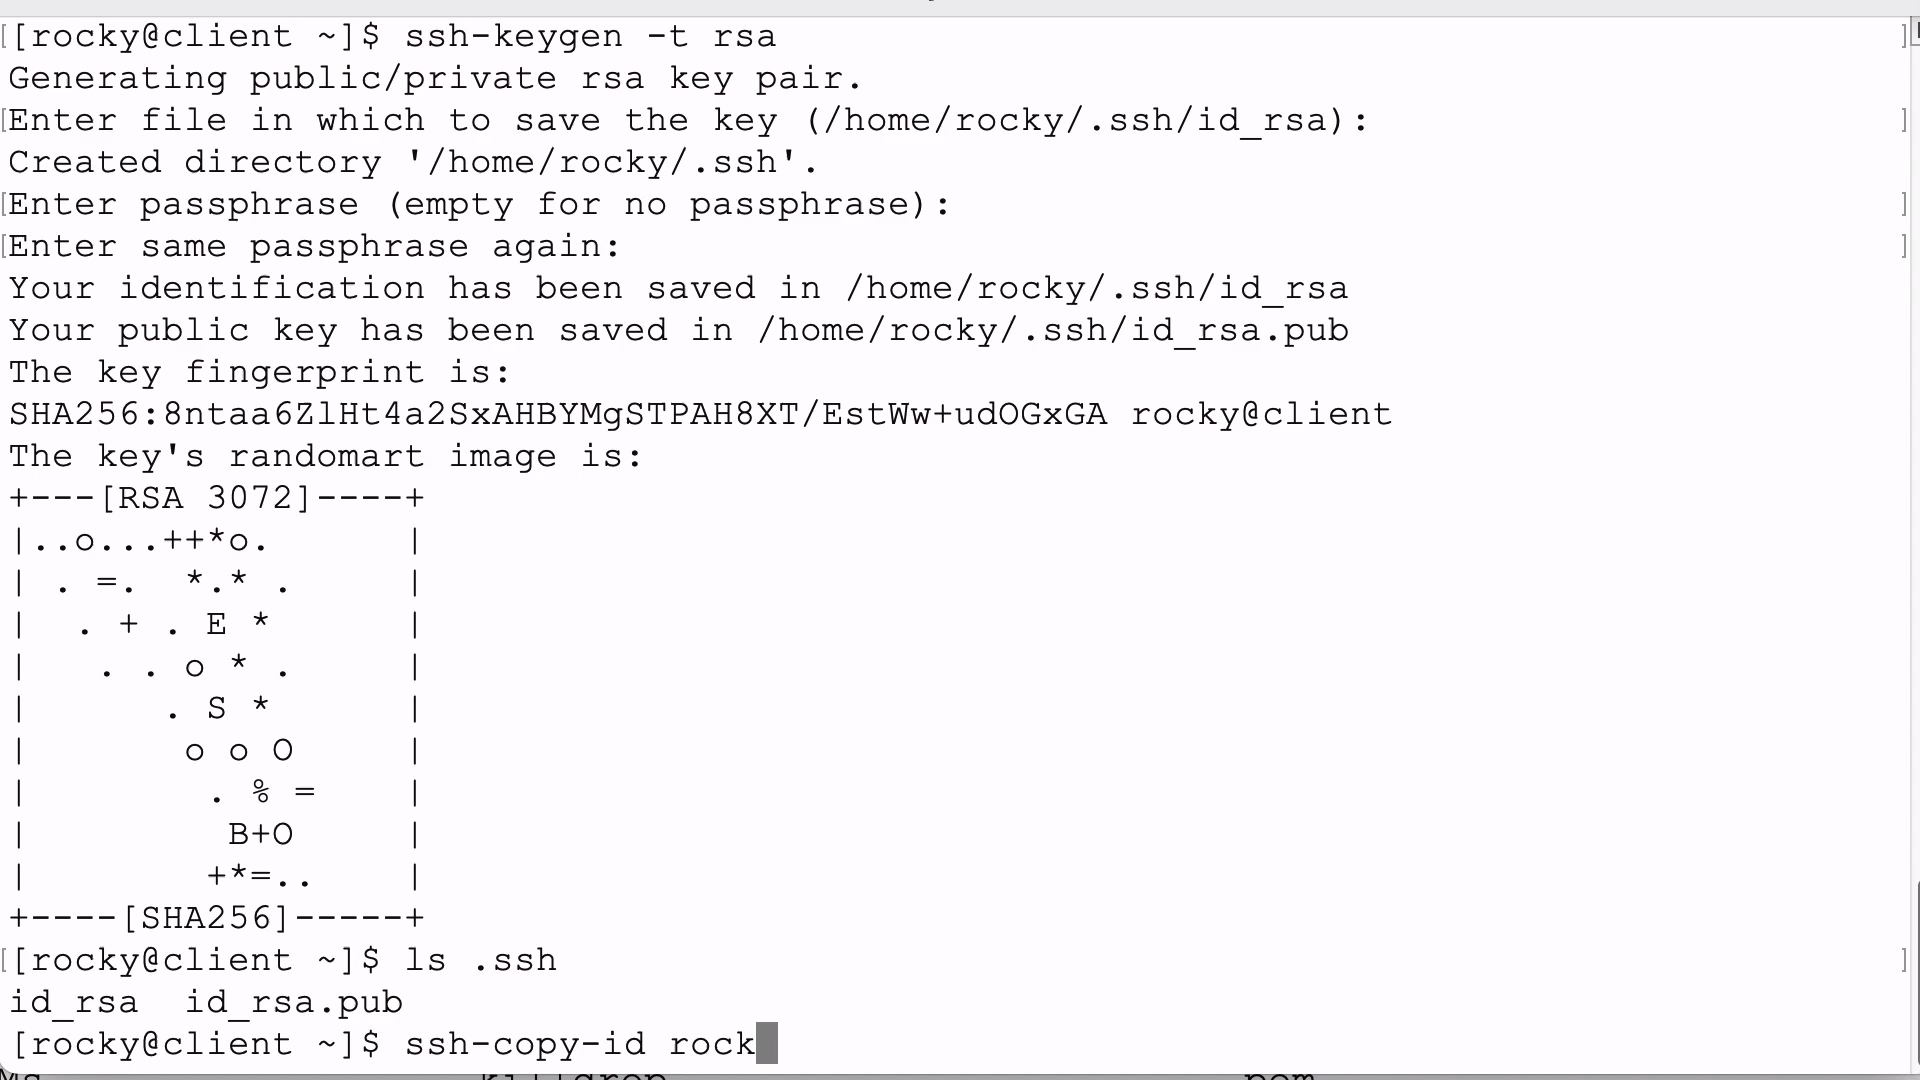 [rocky@client ~]$ ssh-keygen -t rsa
Generating public/private rsa key pair.
Enter file in which to save the key (/home/rocky/.ssh/id_rsa):
Created directory '/home/rocky/.ssh'.
Enter passphrase (empty for no passphrase):
Enter same passphrase again:
Your identification has been saved in /home/rocky/.ssh/id_rsa
Your public key has been saved in /home/rocky/.ssh/id_rsa.pub
The key fingerprint is:
SHA256:8ntaa6ZlHt4a2SxAHBYMgSTPAH8XT/EstWw+udOGxGA rocky@client
The key's randomart image is:
+---[RSA 3072]----+
|..o...++*o.      |
| . =.  *.* .     |
|  . + . E *      |
|   . . o * .     |
|      . S *      |
|       o o O     |
|        . % =    |
|         B+O     |
|        +*=..    |
+----[SHA256]-----+
[rocky@client ~]$ ls .ssh
id_rsa  id_rsa.pub
[rocky@client ~]$ ssh-copy-id rock